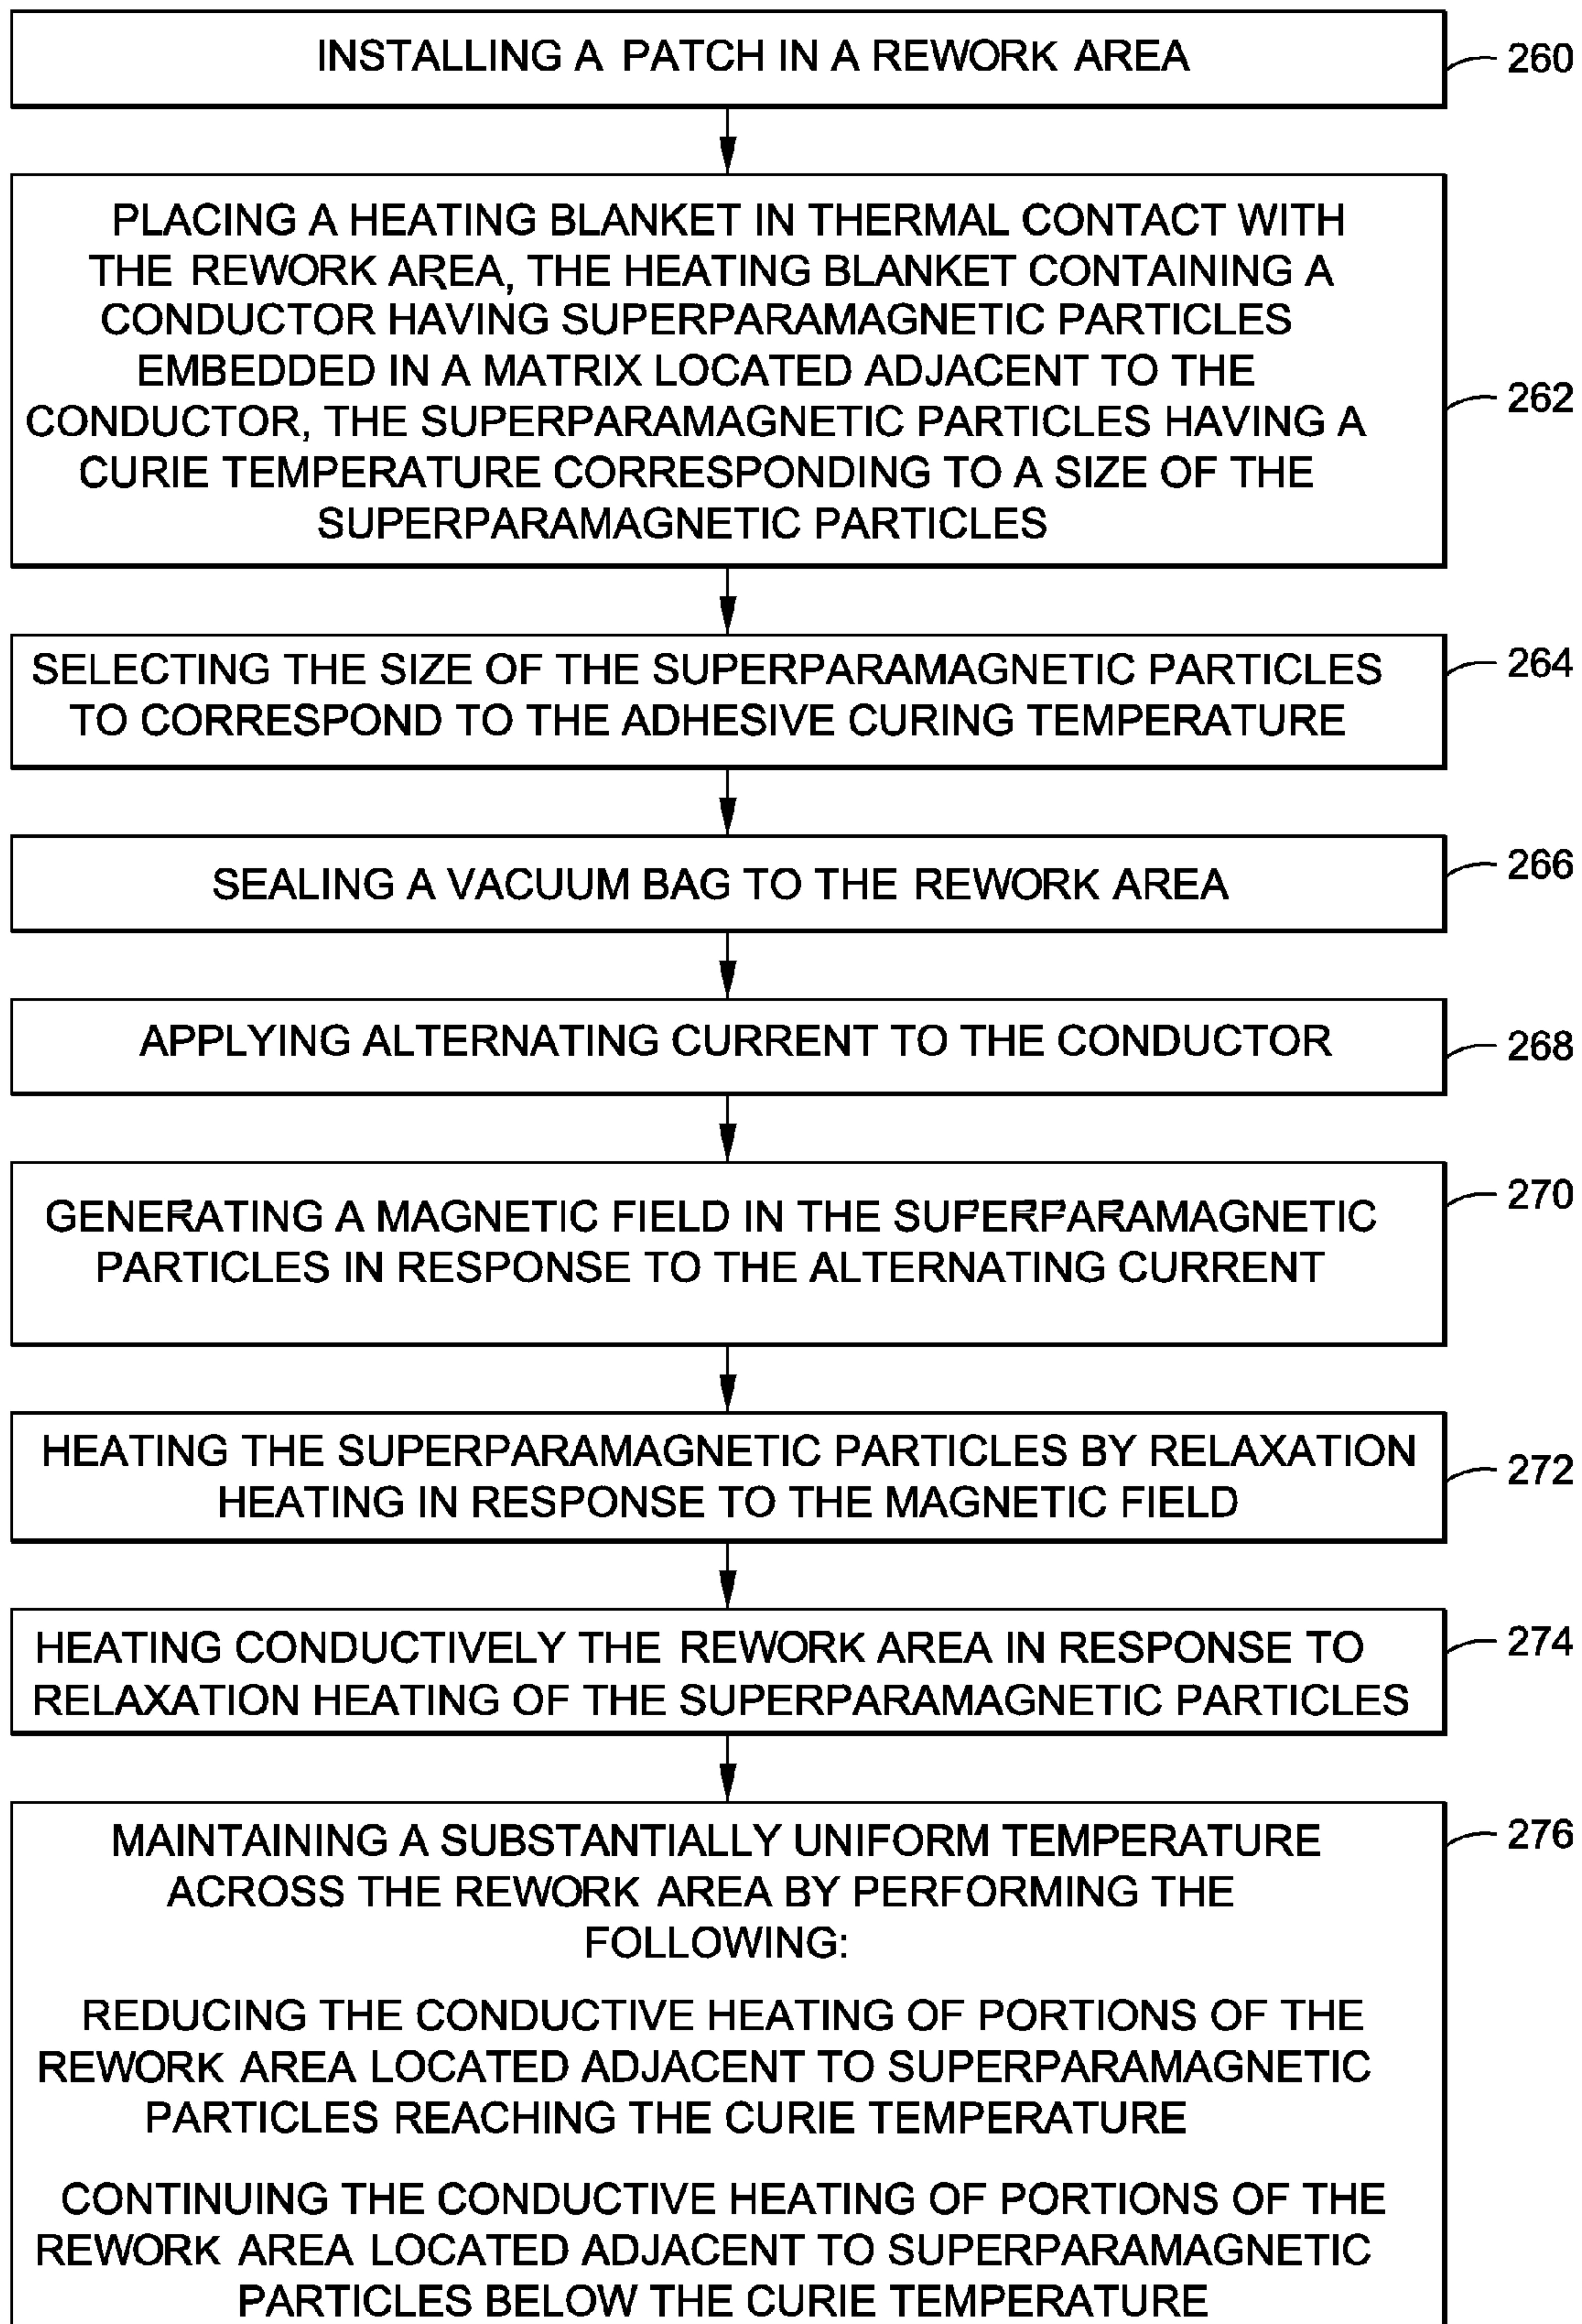 INSTALLING A PATCH IN A REWORK AREA
260
PLACING A HEATING BLANKET IN THERMAL CONTACT WITH
THE REWORK AREA, THE HEATING BLANKET CONTAINING A
CONDUCTOR HAVING SUPERPARAMAGNETIC PARTICLES
EMBEDDED IN A MATRIX LOCATED ADJACENT TO THE
CONDUCTOR, THE SUPERPARAMAGNETIC PARTICLES HAVING A
CURIE TEMPERATURE CORRESPONDING TO A SIZE OF THE
SUPERPARAMAGNETIC PARTICLES
262
SELECTING THE SIZE OF THE SUPERPARAMAGNETIC PARTICLES
TO CORRESPOND TO THE ADHESIVE CURING TEMPERATURE
264
SEALING A VACUUM BAG TO THE REWORK AREA
266
APPLYING ALTERNATING CURRENT TO THE CONDUCTOR
268
GENERATING A MAGNETIC FIELD IN THE SUPERPARAMAGNETIC
PARTICLES IN RESPONSE TO THE ALTERNATING CURRENT
270
HEATING THE SUPERPARAMAGNETIC PARTICLES BY RELAXATION
HEATING IN RESPONSE TO THE MAGNETIC FIELD
272
HEATING CONDUCTIVELY THE REWORK AREA IN RESPONSE TO
RELAXATION HEATING OF THE SUPERPARAMAGNETIC PARTICLES
274
MAINTAINING A SUBSTANTIALLY UNIFORM TEMPERATURE
ACROSS THE REWORK AREA BY PERFORMING THE
FOLLOWING:
276
REDUCING THE CONDUCTIVE HEATING OF PORTIONS OF THE
REWORK AREA LOCATED ADJACENT TO SUPERPARAMAGNETIC
PARTICLES REACHING THE CURIE TEMPERATURE
CONTINUING THE CONDUCTIVE HEATING OF PORTIONS OF THE
REWORK AREA LOCATED ADJACENT TO SUPERPARAMAGNETIC
PARTICLES BELOW THE CURIE TEMPERATURE